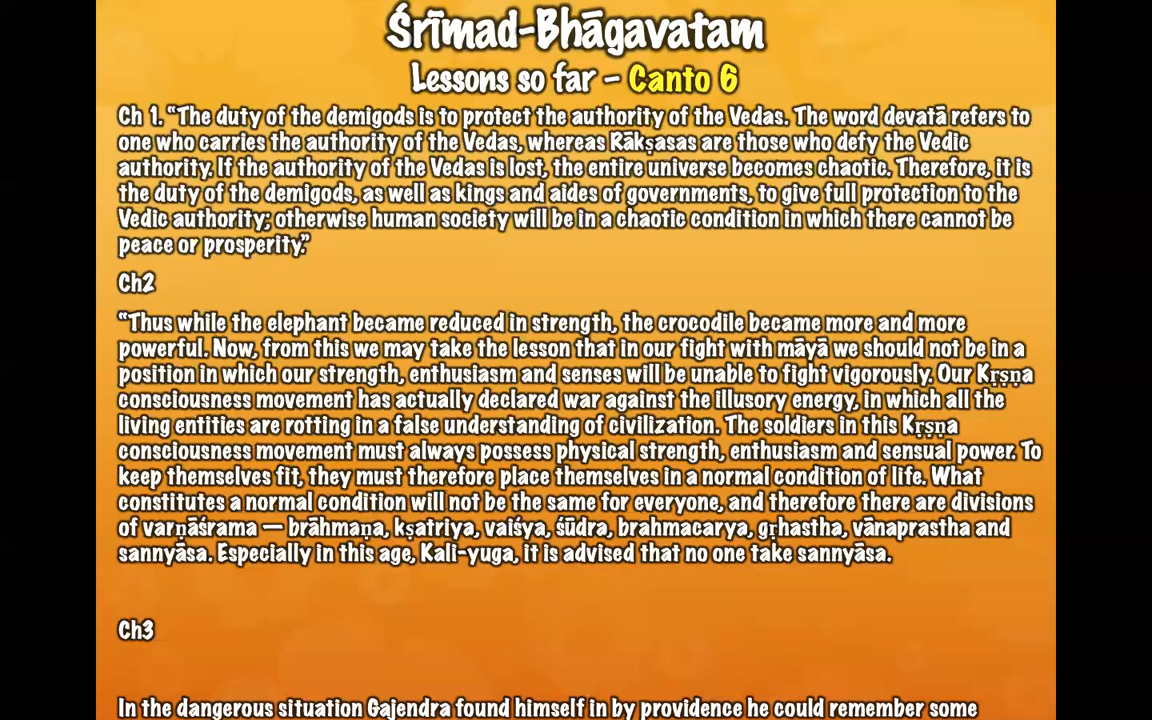 Śrīmad-Bhāgavatam
Lessons so far – Canto 6
Ch 1. “The duty of the demigods is to protect the authority of the Vedas. The word devatā refers to
one who carries the authority of the Vedas, whereas Rākṣasas are those who defy the Vedic
authority. If the authority of the Vedas is lost, the entire universe becomes chaotic. Therefore, it is
the duty of the demigods, as well as kings and aides of governments, to give full protection to the
Vedic authority; otherwise human society will be in a chaotic condition in which there cannot be
peace or prosperity.”
Ch2
“Thus while the elephant became reduced in strength, the crocodile became more and more
powerful. Now, from this we may take the lesson that in our fight with māyā we should not be in a
position in which our strength, enthusiasm and senses will be unable to fight vigorously. Our Kṛṣṇa
consciousness movement has actually declared war against the illusory energy, in which all the
living entities are rotting in a false understanding of civilization. The soldiers in this Kṛṣṇa
consciousness movement must always possess physical strength, enthusiasm and sensual power. To
keep themselves fit, they must therefore place themselves in a normal condition of life. What
constitutes a normal condition will not be the same for everyone, and therefore there are divisions
of varṇāśrama — brāhmaṇa, kṣatriya, vaiśya, śūdra, brahmacarya, gṛhastha, vānaprastha and
sannyāsa. Especially in this age, Kali-yuga, it is advised that no one take sannyāsa.
Ch3
In the dangerous situation Gajendra found himself in by providence he could remember some